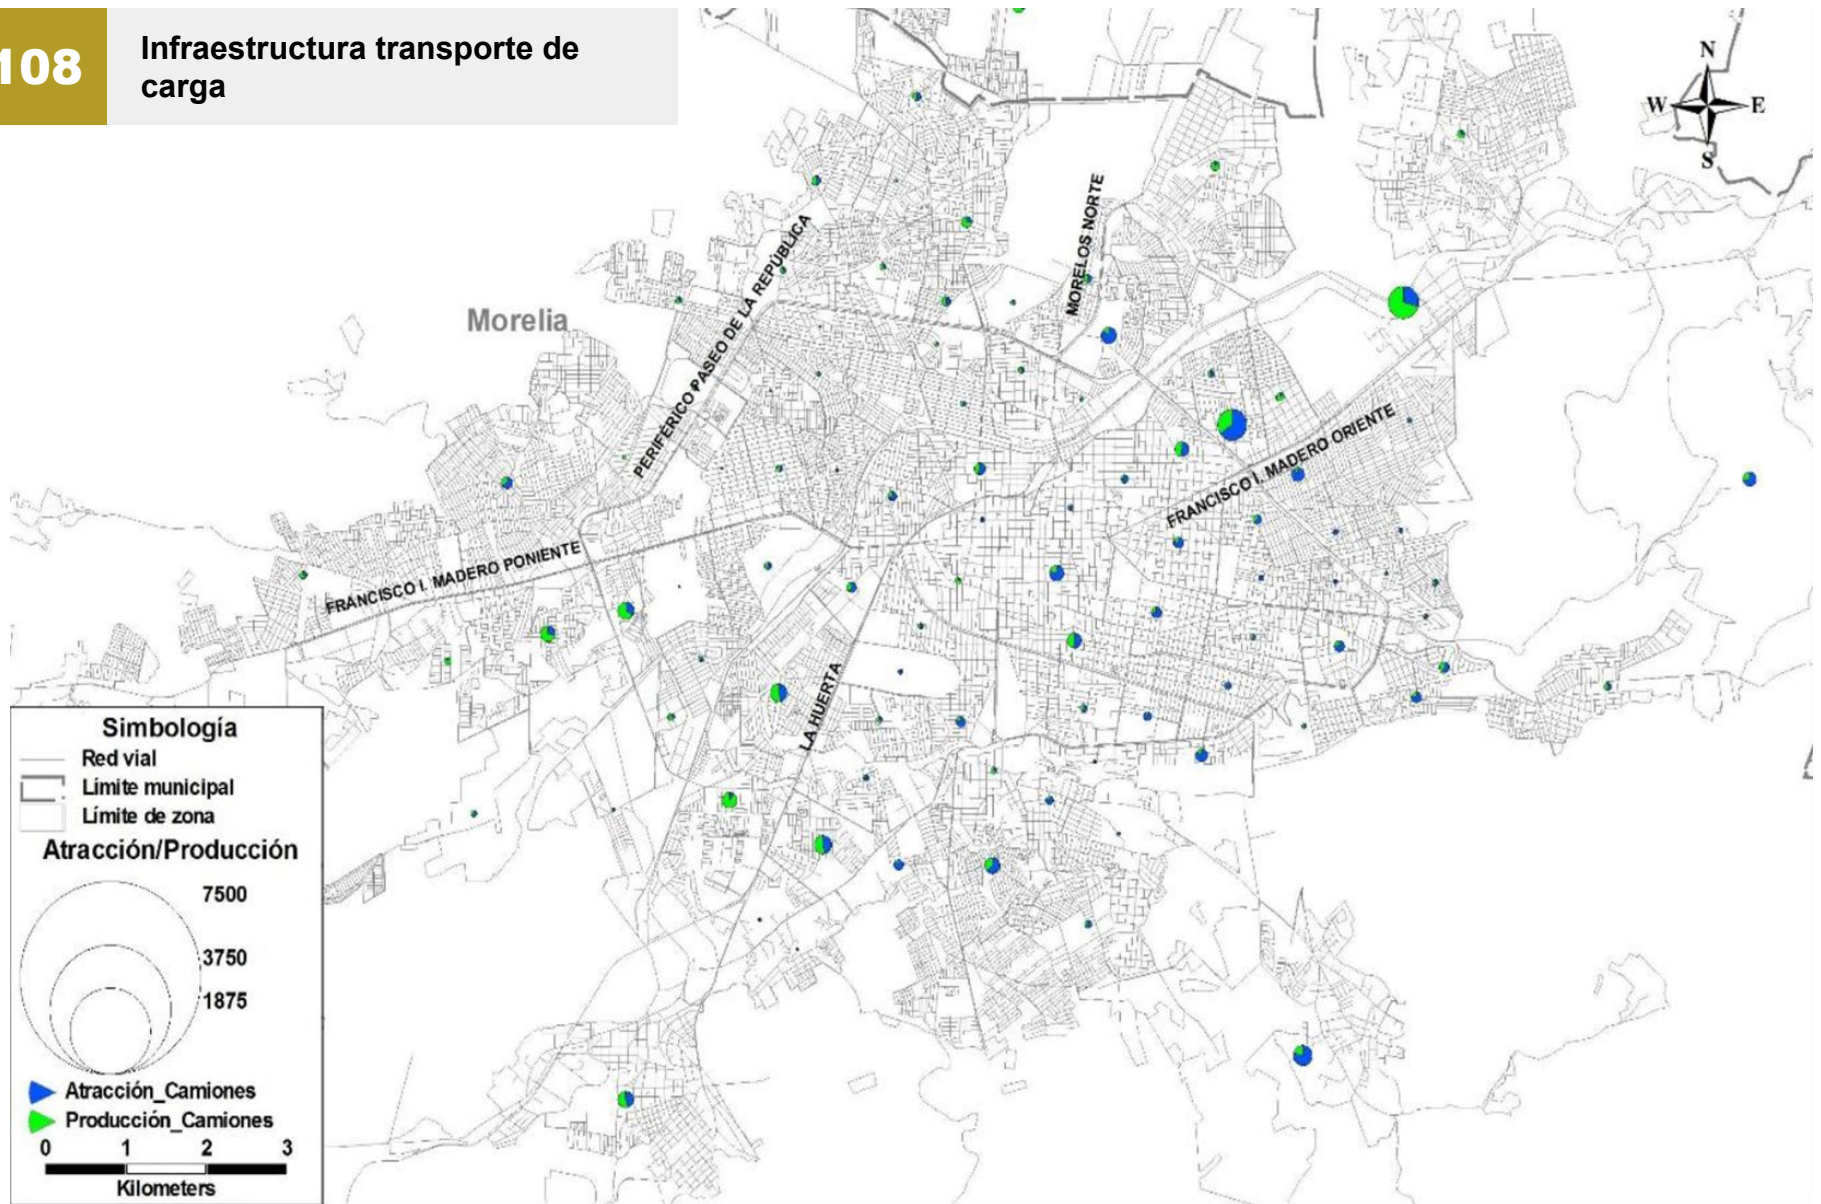 108
Infraestructura transporte de
carga
N
W E
S
MORELOS NORTE
PERIFÉRICO PASEO DE LA REPÚBLICA
Morelia
FRANCISCO I. MADERO ORIENTE
FRANCISCO I. MADERO PONIENTE
LA HUERTA
Simbología
Red vial
Límite municipal
Límite de zona
Atracción/Producción
7500
3750
1875
Atracción_Camiones
Producción_Camiones
0 1 2 3
Kilometers